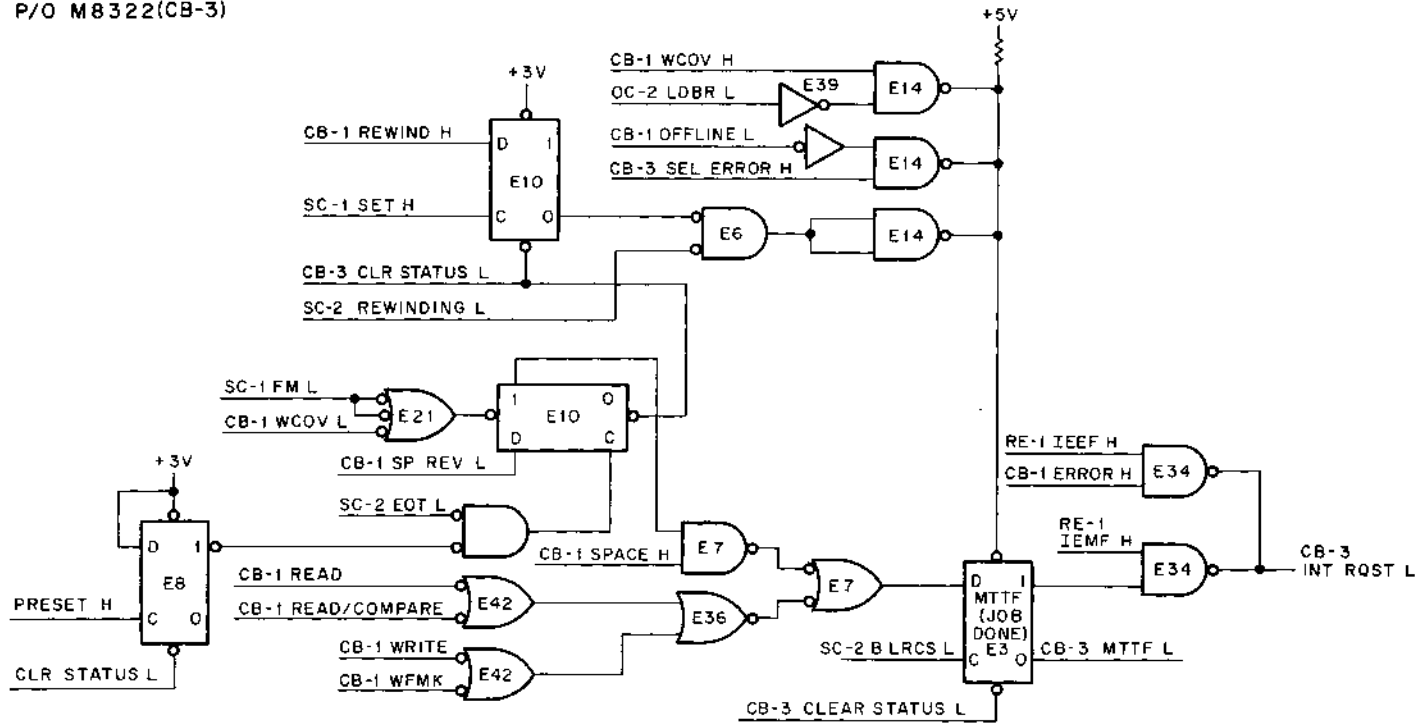 P/O M8322(CB-3)
+5V
CB-1 WCOV H
E39
E14
OC-2 LDBR L
+3V
CB-1 OFFLINE L
CB-1 REWIND H
D 1
E14
CB-3 SEL ERROR H
E10
SC-1 SET H
C 0
E6
E14
CB-3 CLR STATUS L
SC-2 REWINDING L
SC-1 FM L
1 0
E21
E10
CB-1 WCOV L
D C
RE-1 IEEF H
+3V
CB-1 SP REV L
E34
CB-1 ERROR H
SC-2 EOT L
RE-1
IEMF H
D 1
E7
CB-1 SPACE H
CB-3
INT RQST L
E34
E8
CB-1 READ
E7
D 1
MTTF
(JOB
DONE)
E3
PRESET H
C 0
E42
CB-1 READ/COMPARE
E36
CB-1 WRITE
SC-2 B LRCS L
C 0
CB-3 MTTF L
CLR STATUS L
E42
CB-1 WFMK
CB-3 CLEAR STATUS L